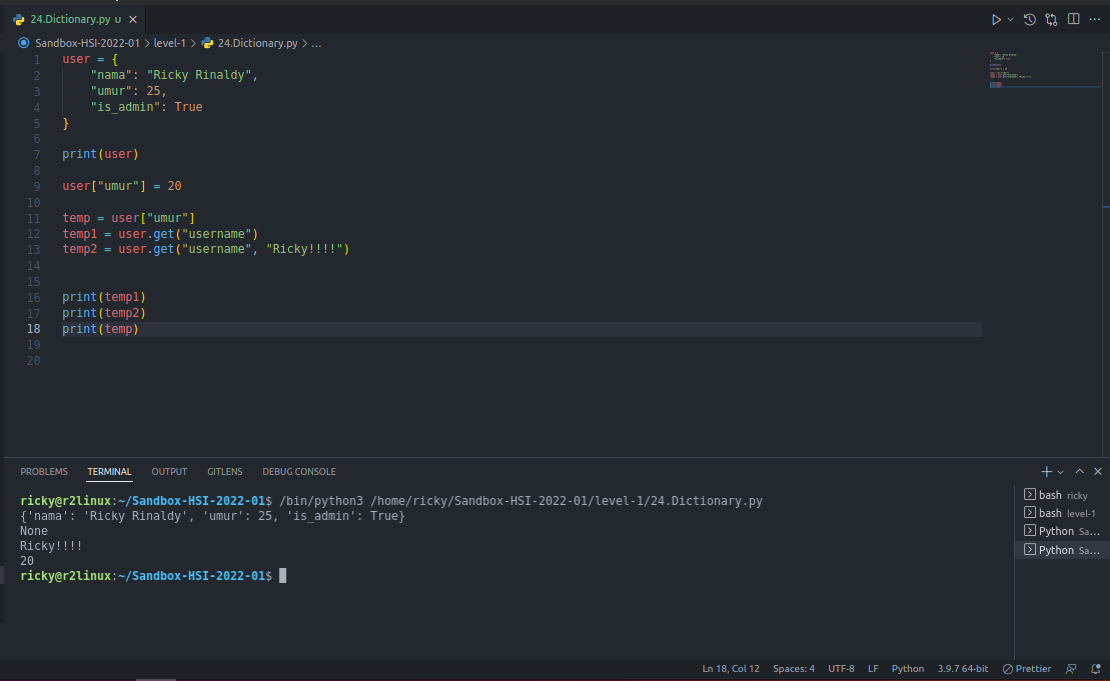 24.Dictionary.py U
Sandbox-HSI-2022-01 > level-1 > 24.Dictionary.py > ...
1 user = {
2 "nama": "Ricky Rinaldy",
3 "umur": 25,
4 "is_admin": True
5 }
6
7 print(user)
8
9 user["umur"] = 20
10
11 temp = user["umur"]
12 temp1 = user.get("username")
13 temp2 = user.get("username", "Ricky!!!!")
14
15
16 print(temp1)
17 print(temp2)
18 print(temp)
19
20
PROBLEMS TERMINAL OUTPUT GITLENS DEBUG CONSOLE
ricky@r2linux:~/Sandbox-HSI-2022-01$ /bin/python3 /home/ricky/Sandbox-HSI-2022-01/level-1/24.Dictionary.py
{'nama': 'Ricky Rinaldy', 'umur': 25, 'is_admin': True}
None
Ricky!!!!
20
ricky@r2linux:~/Sandbox-HSI-2022-01$
bash ricky
bash level-1
Python Sa...
Python Sa...
Ln 18, Col 12 Spaces: 4 UTF-8 LF Python 3.9.7 64-bit Prettier